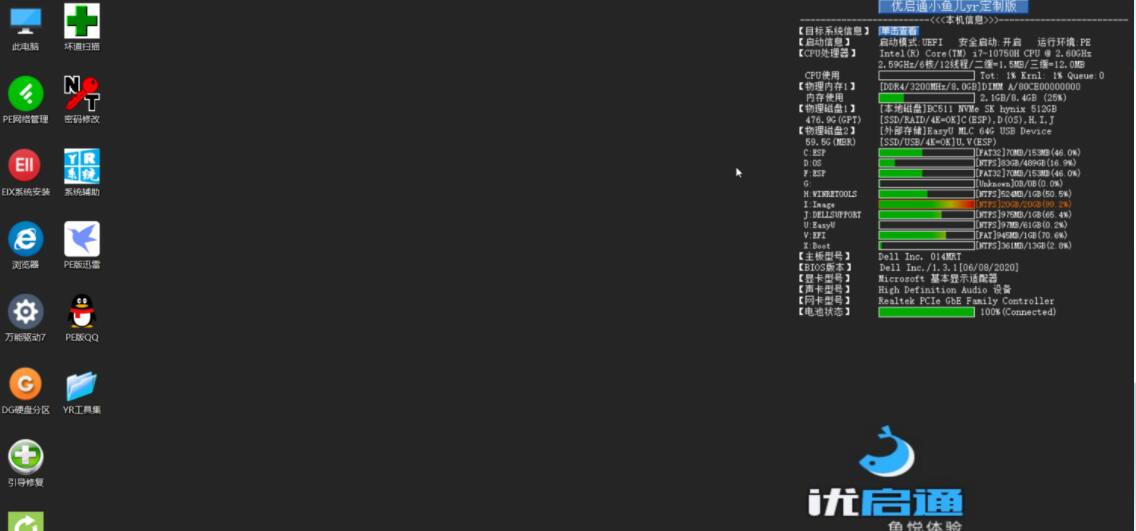 此电脑
坏道扫描
PE网络管理
NT
密码修改
EII
EIX系统安装
YR
系统
系统辅助
浏览器
PE版迅雷
万能驱动7
PE版QQ
DG硬盘分区
YR工具集
引导修复
优启通小鱼儿yr定制版
<<<本机信息>>>
【目标系统信息】 单击查看
【启动信息】 启动模式:UEFI 安全启动:开启 运行环境:PE
【CPU处理器】 Intel(R) Core(TM) i7-10750H CPU @ 2.60GHz
2.59GHz/6核/12线程/二缓=1.5MB/三缓=12.0MB
CPU使用 Tot: 1% Krnl: 1% Queue:0
【物理内存1】 [DDR4/3200MHz/8.0GB]DIMM A/80CE00000000
内存使用 2.1GB/8.4GB (25%)
【物理磁盘1】 [本地磁盘]BC511 NVMe SK hynix 512GB
476.9G(GPT) [SSD/RAID/4K=OK]C(ESP),D(OS),H,I,J
【物理磁盘2】 [外部存储]EasyU MLC 64G USB Device
59.5G(MBR) [SSD/USB/4K=OK]U,V(ESP)
C:ESP [FAT32]70MB/153MB(46.0%)
D:OS [NTFS]83GB/489GB(16.9%)
F:ESP [FAT32]70MB/153MB(46.0%)
G: [Unknown]0B/0B(0.0%)
H:WINRETOOLS [NTFS]524MB/1GB(50.5%)
I:Image [NTFS]20GB/20GB(99.2%)
J:DELLSUPPORT [NTFS]975MB/1GB(65.4%)
U:EasyU [NTFS]97MB/61GB(0.2%)
V:EFI [FAT]945MB/1GB(70.6%)
X:Boot [NTFS]361MB/13GB(2.8%)
【主板型号】 Dell Inc. 014MRT
【BIOS版本】 Dell Inc./1.3.1[06/08/2020]
【显卡型号】 Microsoft 基本显示适配器
【声卡型号】 High Definition Audio 设备
【网卡型号】 Realtek PCIe GbE Family Controller
【电池状态】 100%(Connected)
优启通
鱼悦体验